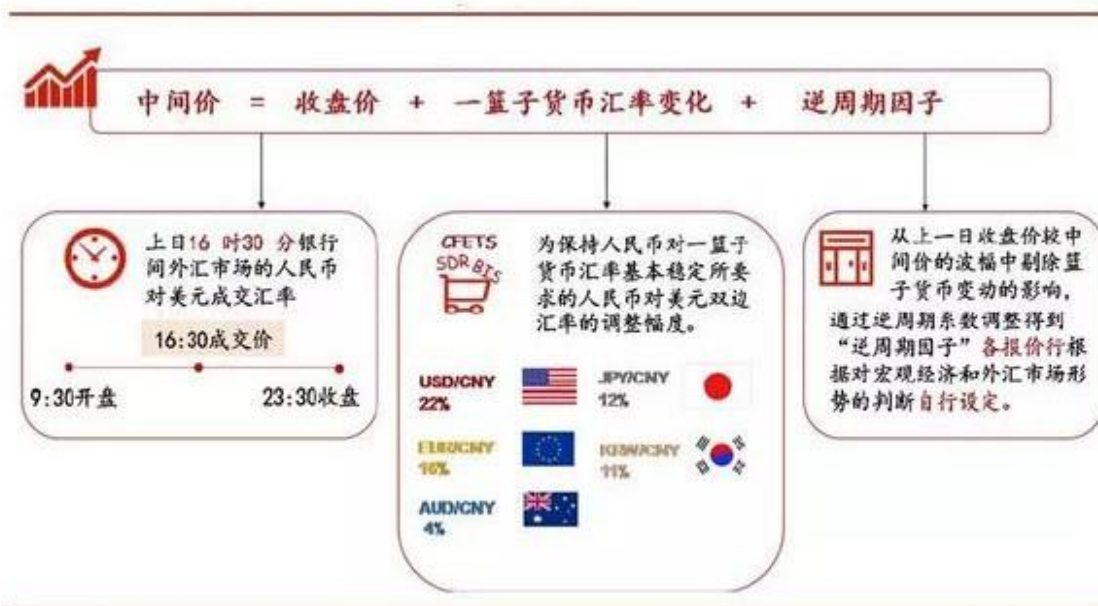 中间价 = 收盘价 + 一篮子货币汇率变化 + 逆周期因子
上日16 时30 分银行
间外汇市场的人民币
对美元成交汇率
16:30成交价
9:30开盘
23:30收盘
CFETS
SDR BIS
为保持人民币对一篮子
货币汇率基本稳定所要
求的人民币对美元双边
汇率的调整幅度。
USD/CNY
22%
JPY/CNY
12%
EUR/CNY
16%
KRW/CNY
11%
AUD/CNY
4%
从上一日收盘价较中
间价的波幅中剔除篮
子货币变动的影响,
通过逆周期系数调整得到
“逆周期因子”各报价行根
据对宏观经济和外汇市场形
势的判断自行设定。